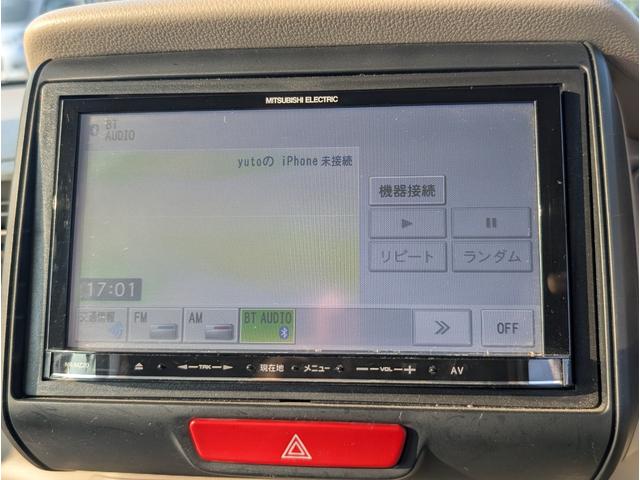 MITSUBISHI ELECTRIC
BT
AUDIO
yutoの iPhone 未接続
機器接続
リピート
ランダム
17:01
交通情報
FM
AM
BT AUDIO
OFF
TRK
現在地
メニュー
VOL
AV